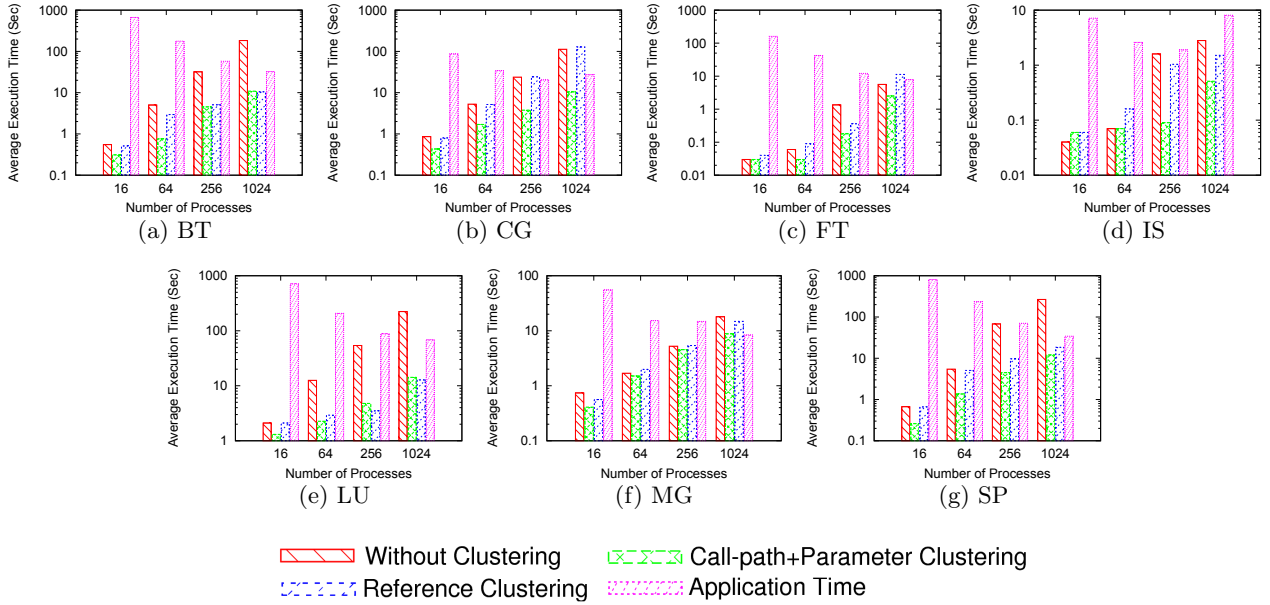 Average Execution Time (Sec)
1000
100
10
1
0.1
16 64 256 1024
Number of Processes
(a) BT
Average Execution Time (Sec)
1000
100
10
1
0.1
16 64 256 1024
Number of Processes
(b) CG
Average Execution Time (Sec)
1000
100
10
1
0.1
0.01
16 64 256 1024
Number of Processes
(c) FT
Average Execution Time (Sec)
10
1
0.1
0.01
16 64 256 1024
Number of Processes
(d) IS
Average Execution Time (Sec)
1000
100
10
1
16 64 256 1024
Number of Processes
(e) LU
Average Execution Time (Sec)
100
10
1
0.1
16 64 256 1024
Number of Processes
(f) MG
Average Execution Time (Sec)
1000
100
10
1
0.1
16 64 256 1024
Number of Processes
(g) SP
Without Clustering
Call-path+Parameter Clustering
Reference Clustering
Application Time